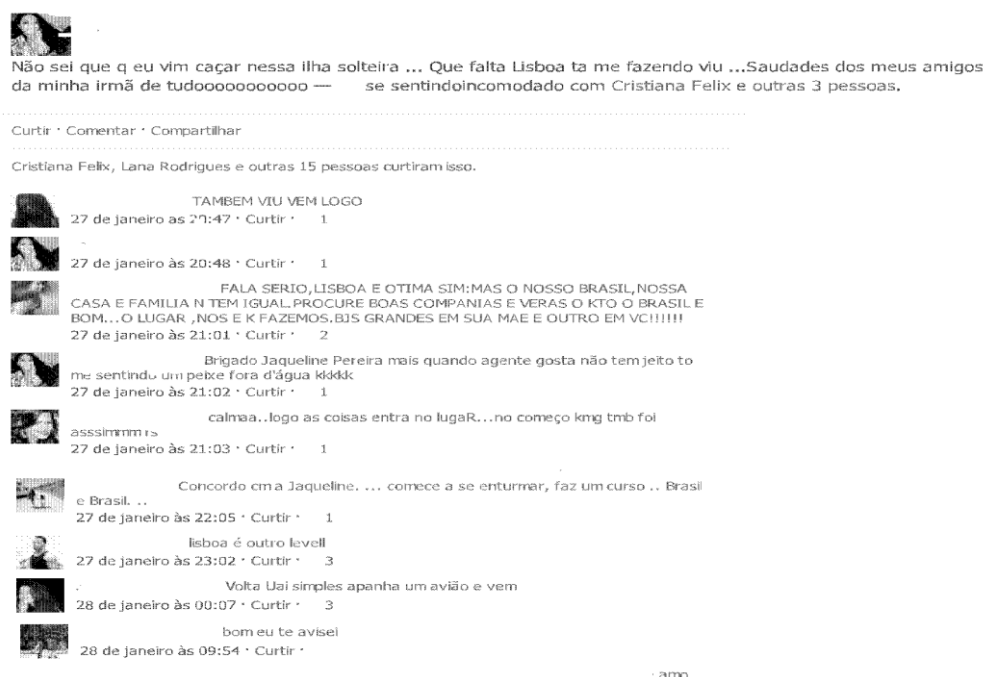 Não sei que q eu vim caçar nessa ilha solteira ... Que falta Lisboa ta me fazendo viu ...Saudades dos meus amigos
da minha irmã de tudooooooooooo — se sentindoincomodado com Cristiana Felix e outras 3 pessoas.
Curtir · Comentar · Compartilhar
Cristiana Felix, Lana Rodrigues e outras 15 pessoas curtiram isso.
TAMBEM VIU VEM LOGO
27 de janeiro às 20:47 · Curtir · 1
27 de janeiro às 20:48 · Curtir · 1
FALA SERIO,LISBOA E OTIMA SIM:MAS O NOSSO BRASIL,NOSSA
CASA E FAMILIA N TEM IGUAL.PROCURE BOAS COMPANIAS E VERAS O KTO O BRASIL E
BOM...O LUGAR ,NOS E K FAZEMOS.BJS GRANDES EM SUA MAE E OUTRO EM VC!!!!!!
27 de janeiro às 21:01 · Curtir · 2
Brigado Jaqueline Pereira mais quando agente gosta não tem jeito to
me sentindo um peixe fora d'água kkkkk
27 de janeiro às 21:02 · Curtir · 1
calmaa..logo as coisas entra no lugaR...no começo kmg tmb foi
asssimmm rs
27 de janeiro às 21:03 · Curtir · 1
Concordo cm a Jaqueline. ... comece a se enturmar, faz um curso .. Brasil
e Brasil. ..
27 de janeiro às 22:05 · Curtir · 1
lisboa é outro levell
27 de janeiro às 23:02 · Curtir · 3
Volta Uai simples apanha um avião e vem
28 de janeiro às 00:07 · Curtir · 3
bom eu te avisei
28 de janeiro às 09:54 · Curtir ·
amo